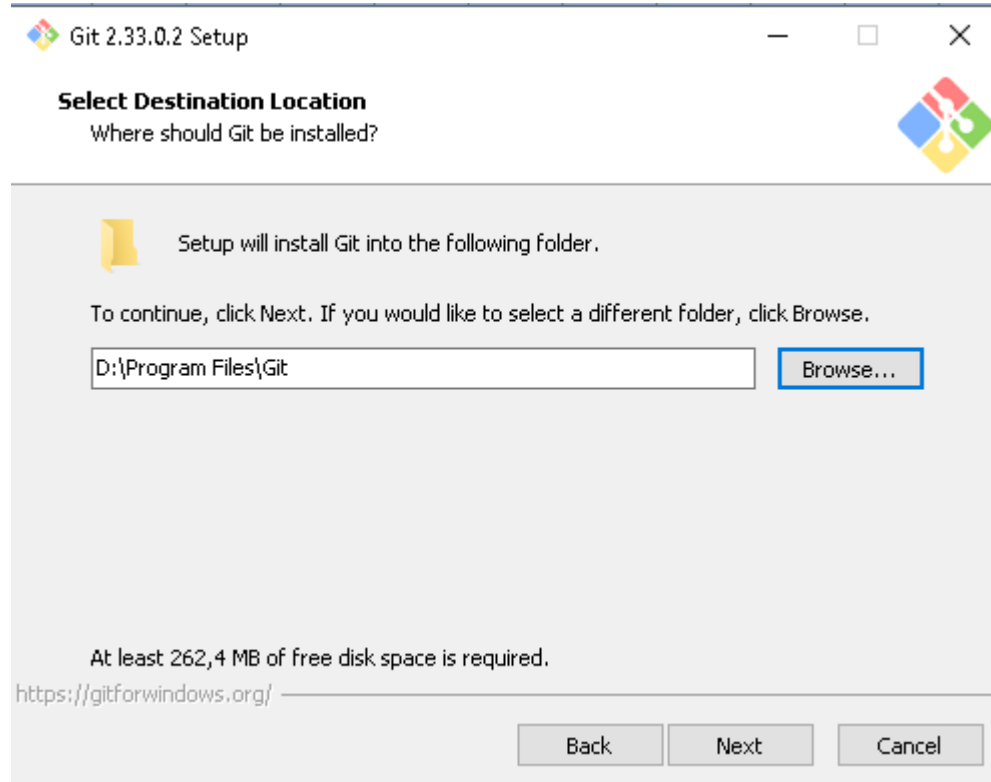 Git 2.33.0.2 Setup
Select Destination Location
Where should Git be installed?
Setup will install Git into the following folder.
To continue, click Next. If you would like to select a different folder, click Browse.
D:\Program Files\Git
Browse...
At least 262,4 MB of free disk space is required.
https://gitforwindows.org/
Back
Next
Cancel